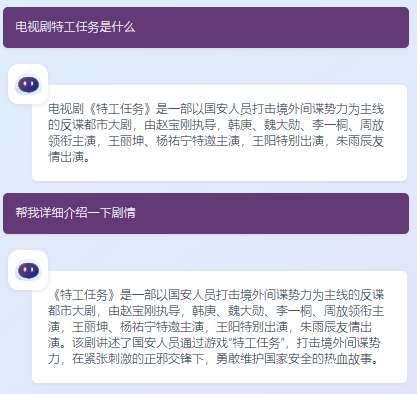 电视剧特工任务是什么
电视剧《特工任务》是一部以国安人员打击境外间谍势力为主线
的反谍都市大剧，由赵宝刚执导，韩庚、魏大勋、李一桐、周放
领衔主演，王丽坤、杨祐宁特邀主演，王阳特别出演，朱雨辰友
情出演。
帮我详细介绍一下剧情
《特工任务》是一部以国安人员打击境外间谍势力为主线的反谍
都市大剧，由赵宝刚执导，韩庚、魏大勋、李一桐、周放领衔主
演，王丽坤、杨祐宁特邀主演，王阳特别出演，朱雨辰友情出
演。该剧讲述了国安人员通过游戏“特工任务”，打击境外间谍势
力，在紧张刺激的正邪交锋下，勇敢维护国家安全的热血故事。